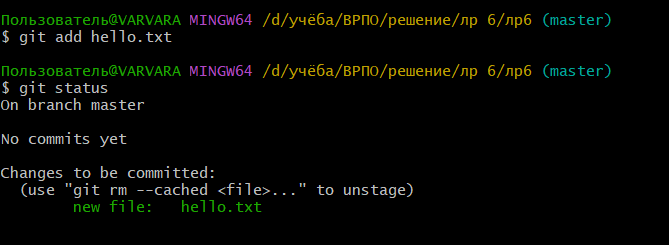 Пользователь@VARVARA MINGW64 /d/учёба/ВРПО/решение/лр 6/лр6 (master)
$ git add hello.txt
Пользователь@VARVARA MINGW64 /d/учёба/ВРПО/решение/лр 6/лр6 (master)
$ git status
On branch master
No commits yet
Changes to be committed:
  (use "git rm --cached <file>..." to unstage)
        new file:   hello.txt